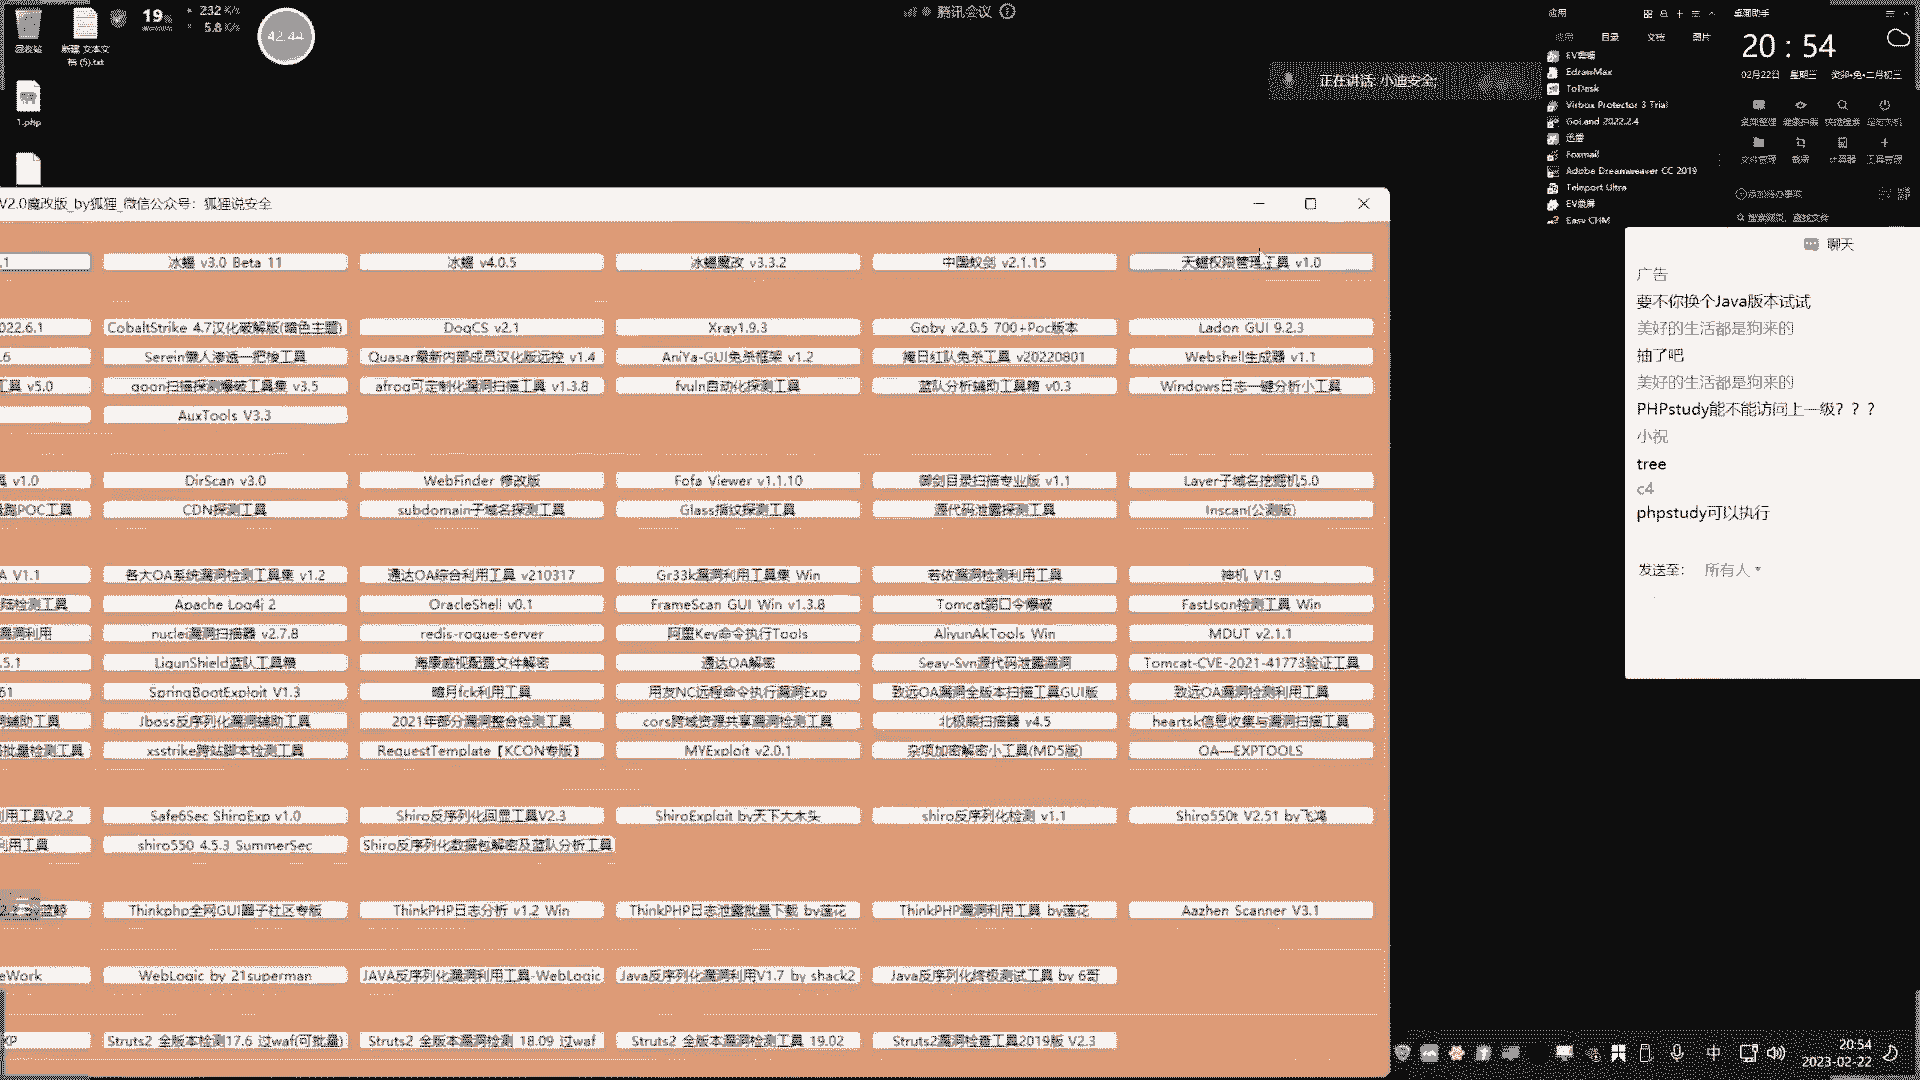 19%
232 K/s
5.8 K/s
42.44
腾讯会议
回收站
新建 文本文
档 (5).txt
1.php
正在讲话: 小迪安全;
应用
目录
文档
图片
EV剪辑
EdrawMax
ToDesk
Virbox Protector 3 Trial
GoLand 2022.2.4
迅雷
Foxmail
Adobe Dreamweaver CC 2019
Teleport Ultra
EV录屏
Easy CHM
桌面助手
20 : 54
02月22日 星期三 癸卯·兔·二月初三
V2.0魔改版_by狐狸_微信公众号：狐狸说安全
.1
冰蝎 v3.0 Beta 11
冰蝎 v4.0.5
冰蝎魔改 v3.3.2
中国蚁剑 v2.1.15
天蝎权限管理工具 v1.0
022.6.1
CobaltStrike 4.7汉化破解版(暗色主题)
DogCS v2.1
Xray1.9.3
Goby v2.0.5 700+Poc版本
Ladon GUI 9.2.3
.6
Serein懒人渗透一把梭工具
Quasar最新内部成员汉化版远控 v1.4
AniYa-GUI免杀框架 v1.2
掩日红队免杀工具 v20220801
Webshell生成器 v1.1
工具 v5.0
goon扫描探测爆破工具集 v3.5
afrog可定制化漏洞扫描工具 v1.3.8
fvuln自动化探测工具
蓝队分析辅助工具箱 v0.3
Windows日志一键分析小工具
AuxTools V3.3
具 v1.0
DirScan v3.0
WebFinder 修改版
Fofa Viewer v1.1.10
御剑目录扫描专业版 v1.1
Layer子域名挖掘机5.0
POC工具
CDN探测工具
subdomain子域名探测工具
Glass指纹探测工具
源代码泄露探测工具
Inscan(公测版)
A V1.1
各大OA系统漏洞检测工具集 v1.2
通达OA综合利用工具 v210317
Gr33k漏洞利用工具集 Win
若依漏洞检测利用工具
神机 V1.9
检测工具
Apache Log4j 2
OracleShell v0.1
FrameScan GUI Win v1.3.8
Tomcat弱口令爆破
FastJson检测工具 Win
漏洞利用
nuclei漏洞扫描器 v2.7.8
redis-rogue-server
阿里Key命令执行Tools
AliyunAkTools Win
MDUT v2.1.1
.5.1
LiqunShield蓝队工具箱
海康威视配置文件解密
通达OA解密
Seay-Svn源代码泄露漏洞
Tomcat-CVE-2021-41773验证工具
61
SpringBootExploit V1.3
暗月fck利用工具
用友NC远程命令执行漏洞Exp
致远OA漏洞全版本扫描工具GUI版
致远OA漏洞检测利用工具
辅助工具
Jboss反序列化漏洞辅助工具
2021年部分漏洞整合检测工具
cors跨域资源共享漏洞检测工具
北极熊扫描器 v4.5
heartsk信息收集与漏洞扫描工具
批量检测工具
xsstrike跨站脚本检测工具
RequestTemplate【KCON专版】
MYExploit v2.0.1
杂项加密解密小工具(MD5版)
OA—EXPTOOLS
利用工具V2.2
Safe6Sec ShiroExp v1.0
Shiro反序列化回显工具V2.3
ShiroExploit by天下大木头
shiro反序列化检测 v1.1
Shiro550t V2.51 by飞鸿
利用工具
shiro550 4.5.3 SummerSec
Shiro反序列化数据包解密及蓝队分析工具
蓝鲸
Thinkphp全网GUI圈子社区专版
ThinkPHP日志分析 v1.2 Win
ThinkPHP日志泄露批量下载 by莲花
ThinkPHP漏洞利用工具 by莲花
Aazhen Scanner V3.1
eWork
WebLogic by 21superman
JAVA反序列化漏洞利用工具-WebLogic
Java反序列化漏洞利用V1.7 by shack2
Java反序列化终极测试工具 by 6哥
XP
Struts2 全版本检测17.6 过waf(可批量)
Struts2 全版本漏洞检测 18.09 过waf
Struts2 全版本漏洞检测工具 19.02
Struts2漏洞检查工具2019版 V2.3
聊天
广告
要不你换个Java版本试试
美好的生活都是狗来的
抽了吧
美好的生活都是狗来的
PHPstudy能不能访问上一级？？？
小祝
tree
c4
phpstudy可以执行
发送至：
所有人
中
20:54
2023-02-22